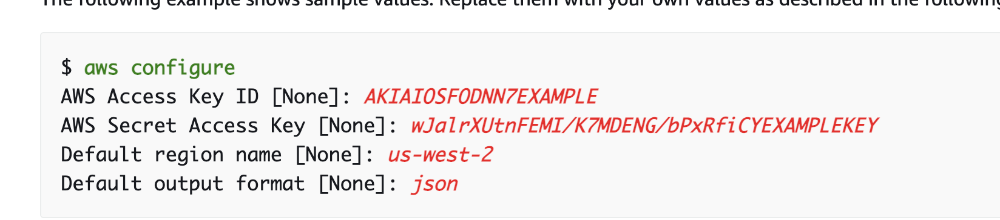 The following example shows sample values. Replace them with your own values as described in the following
$ aws configure
AWS Access Key ID [None]: AKIAIOSFODNN7EXAMPLE
AWS Secret Access Key [None]: wJalrXUtnFEMI/K7MDENG/bPxRfiCYEXAMPLEKEY
Default region name [None]: us-west-2
Default output format [None]: json